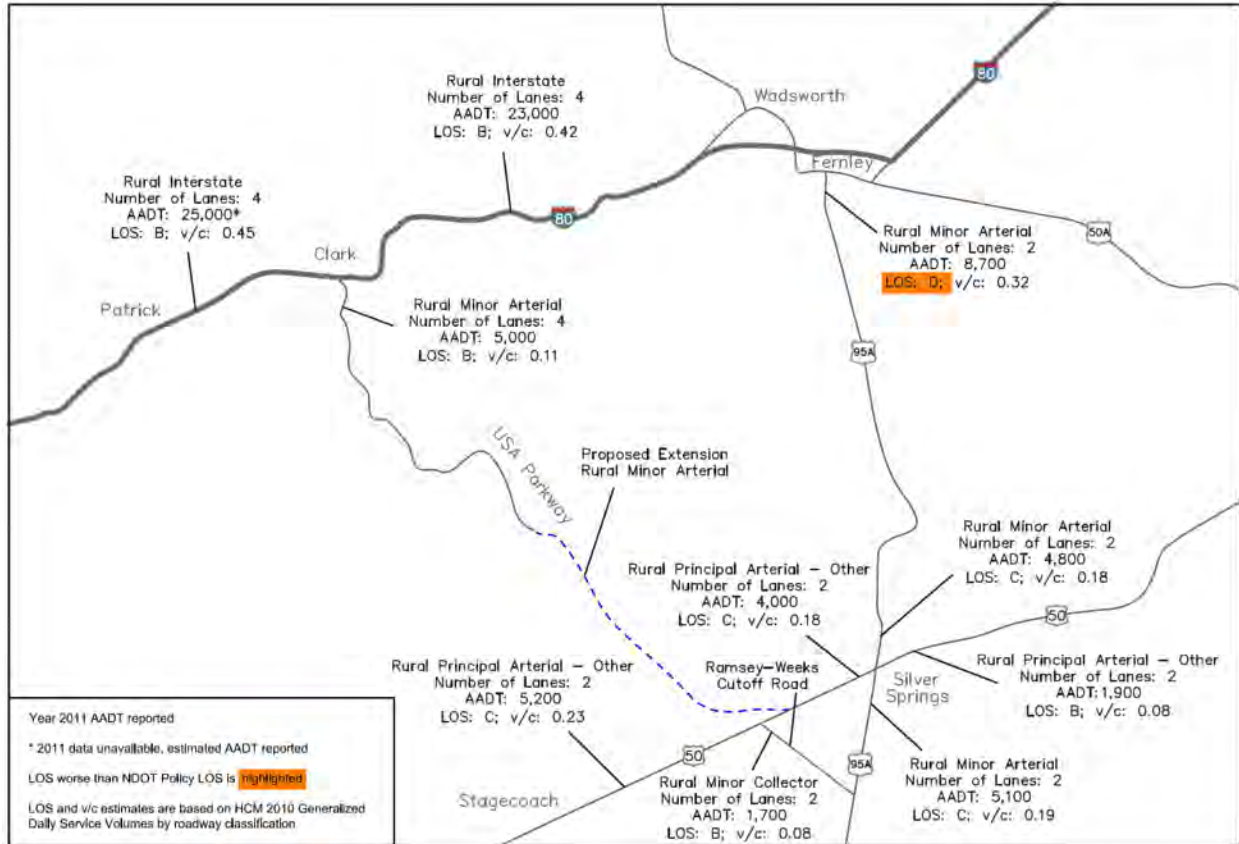 80
Rural Interstate
Number of Lanes: 4
AADT: 23,000
LOS: B; v/c: 0.42
Wadsworth
Fernley
Rural Interstate
Number of Lanes: 4
AADT: 25,000*
LOS: B; v/c: 0.45
80
Clark
Patrick
Rural Minor Arterial
Number of Lanes: 2
AADT: 8,700
LOS: D; v/c: 0.32
50A
Rural Minor Arterial
Number of Lanes: 4
AADT: 5,000
LOS: B; v/c: 0.11
95A
USA Parkway
Proposed Extension
Rural Minor Arterial
Rural Minor Arterial
Number of Lanes: 2
AADT: 4,800
LOS: C; v/c: 0.18
Rural Principal Arterial – Other
Number of Lanes: 2
AADT: 4,000
LOS: C; v/c: 0.18
50
Rural Principal Arterial – Other
Number of Lanes: 2
AADT: 5,200
LOS: C; v/c: 0.23
Ramsey-Weeks
Cutoff Road
Silver
Springs
Rural Principal Arterial – Other
Number of Lanes: 2
AADT:1,900
LOS: B; v/c: 0.08
50
Stagecoach
95A
Rural Minor Collector
Number of Lanes: 2
AADT: 1,700
LOS: B; v/c: 0.08
Rural Minor Arterial
Number of Lanes: 2
AADT: 5,100
LOS: C; v/c: 0.19
Year 2011 AADT reported
* 2011 data unavailable, estimated AADT reported
LOS worse than NDOT Policy LOS is highlighted
LOS and v/c estimates are based on HCM 2010 Generalized
Daily Service Volumes by roadway classification